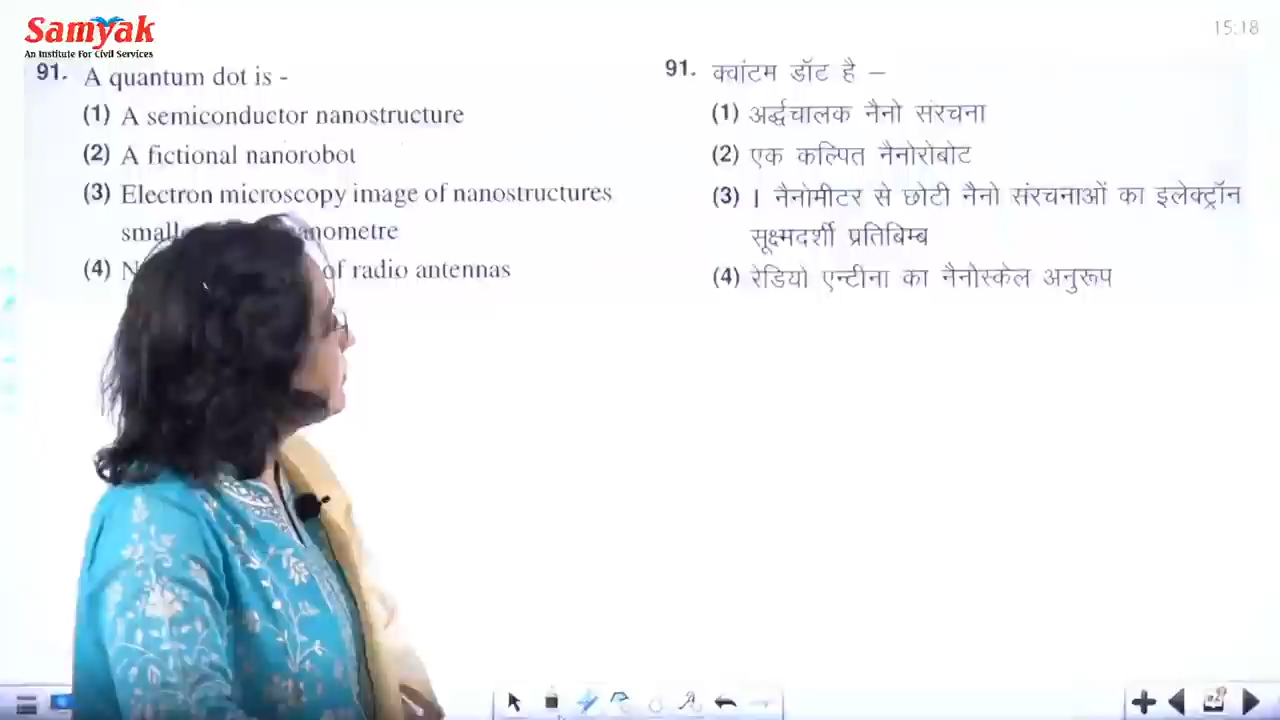 Samyak
An Institute For Civil Services
15:18
91. A quantum dot is -
(1) A semiconductor nanostructure
(2) A fictional nanorobot
(3) Electron microscopy image of nanostructures
(4) of radio antennas
91. क्वांटम डॉट है –
(1) अर्द्धचालक नैनो संरचना
(2) एक कल्पित नैनोरोबोट
(3) 1 नैनोमीटर से छोटी नैनो संरचनाओं का इलेक्ट्रॉन
सूक्ष्मदर्शी प्रतिबिम्ब
(4) रेडियो एन्टीना का नैनोस्केल अनुरूप